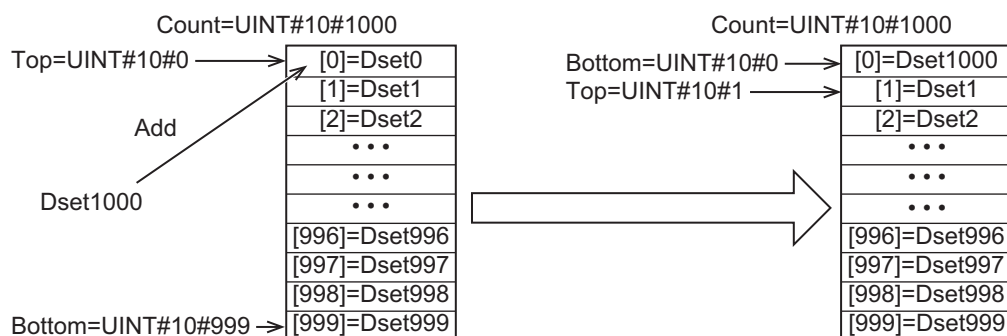 Count=UINT#10#1000
Top=UINT#10#0
[0]=Dset0
[1]=Dset1
[2]=Dset2
•••
•••
•••
[996]=Dset996
[997]=Dset997
[998]=Dset998
[999]=Dset999
Add
Dset1000
Bottom=UINT#10#999
Count=UINT#10#1000
Bottom=UINT#10#0
Top=UINT#10#1
[0]=Dset1000
[1]=Dset1
[2]=Dset2
•••
•••
•••
[996]=Dset996
[997]=Dset997
[998]=Dset998
[999]=Dset999